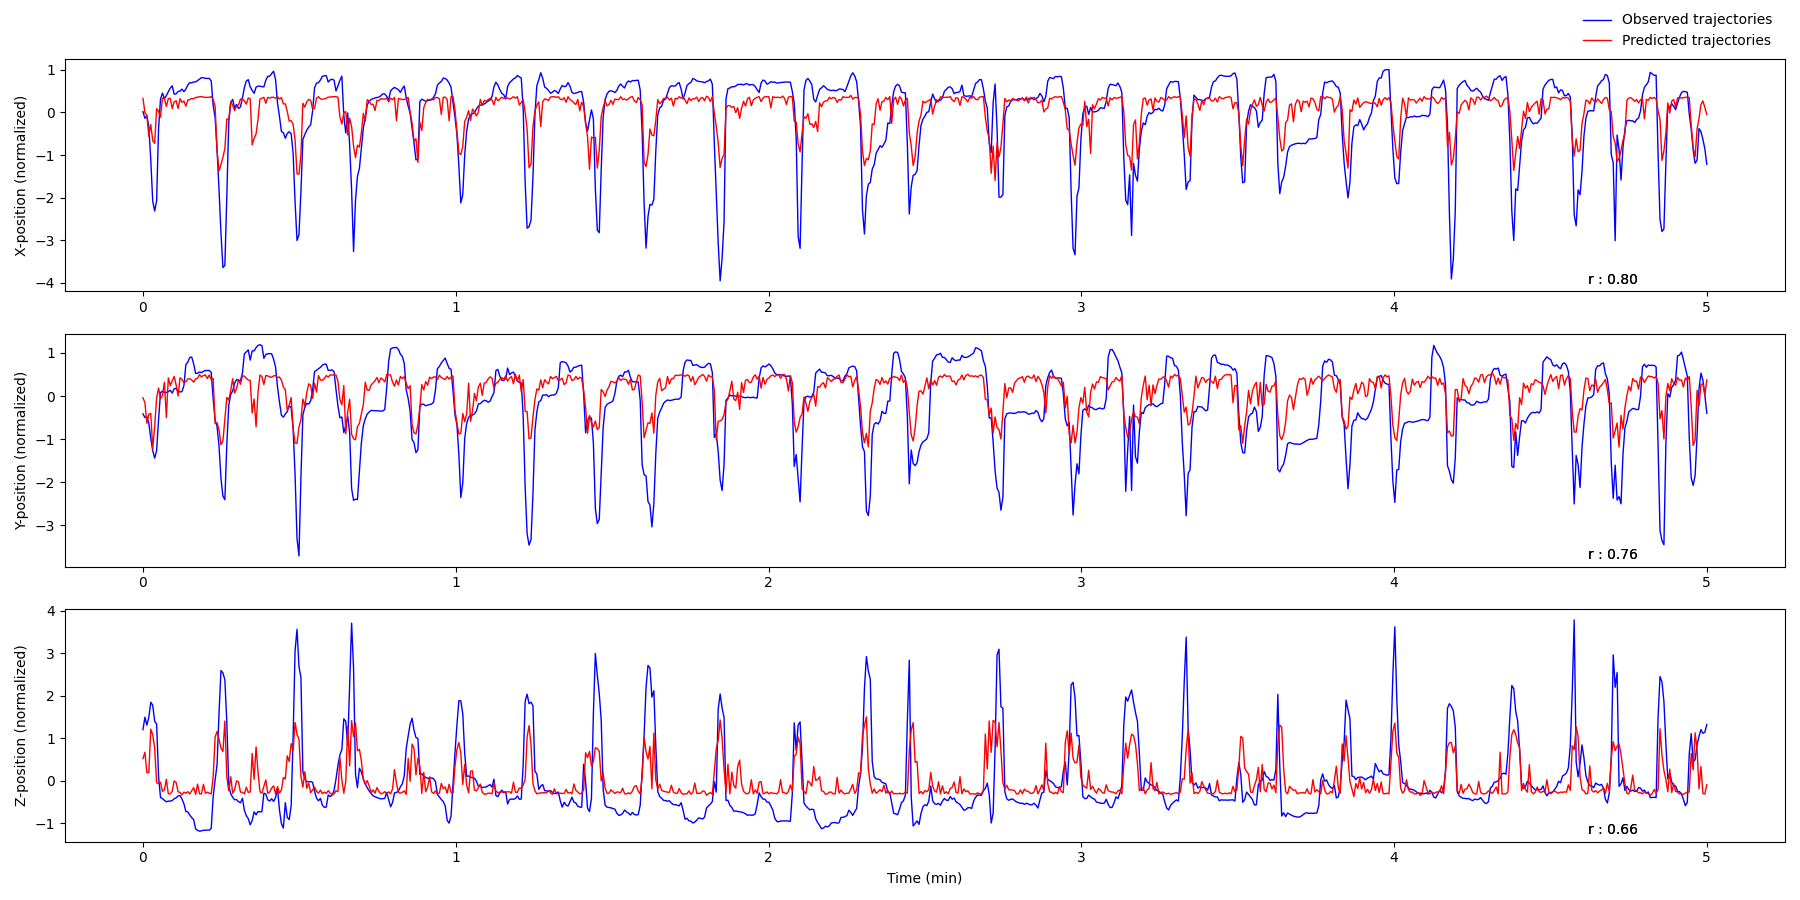 Observed trajectories
Predicted trajectories
X-position (normalized)
1
0
−1
−2
−3
−4
r : 0.80
0 1 2 3 4 5
Y-position (normalized)
1
0
−1
−2
−3
r : 0.76
0 1 2 3 4 5
Z-position (normalized)
4
3
2
1
0
−1
r : 0.66
0 1 2 3 4 5
Time (min)